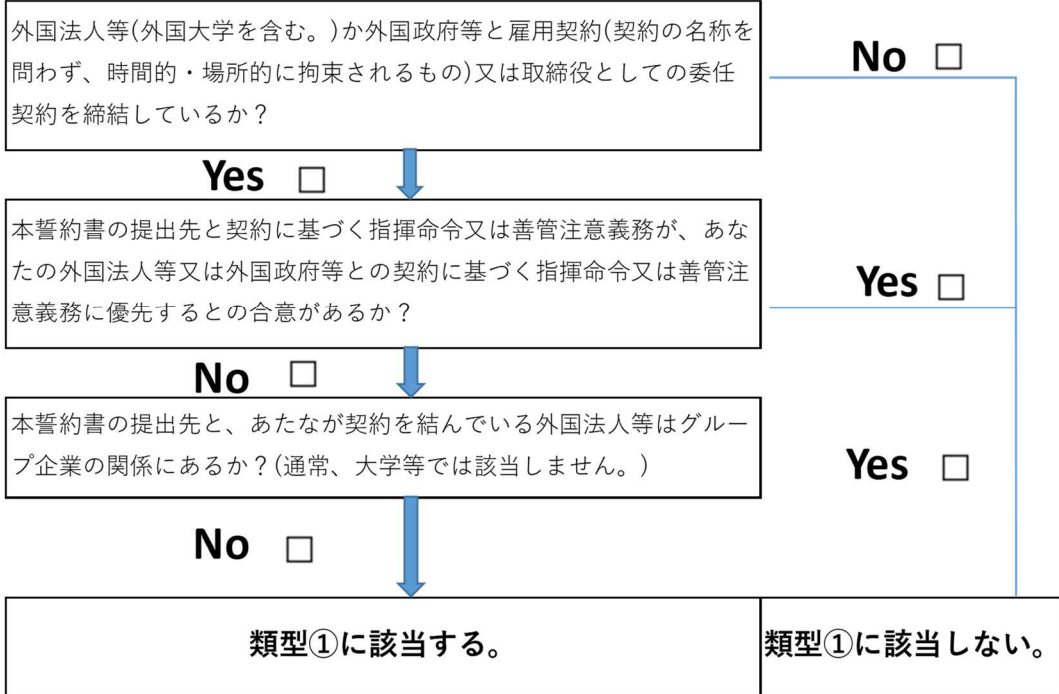 外国法人等(外国大学を含む。)か外国政府等と雇用契約(契約の名称を
問わず、時間的・場所的に拘束されるもの)又は取締役としての委任
契約を締結しているか？
No □
Yes □
本誓約書の提出先と契約に基づく指揮命令又は善管注意義務が、あな
たの外国法人等又は外国政府等との契約に基づく指揮命令又は善管注
意義務に優先するとの合意があるか？
Yes □
No □
本誓約書の提出先と、あたなが契約を結んでいる外国法人等はグルー
プ企業の関係にあるか？(通常、大学等では該当しません。)
Yes □
No □
類型①に該当する。
類型①に該当しない。